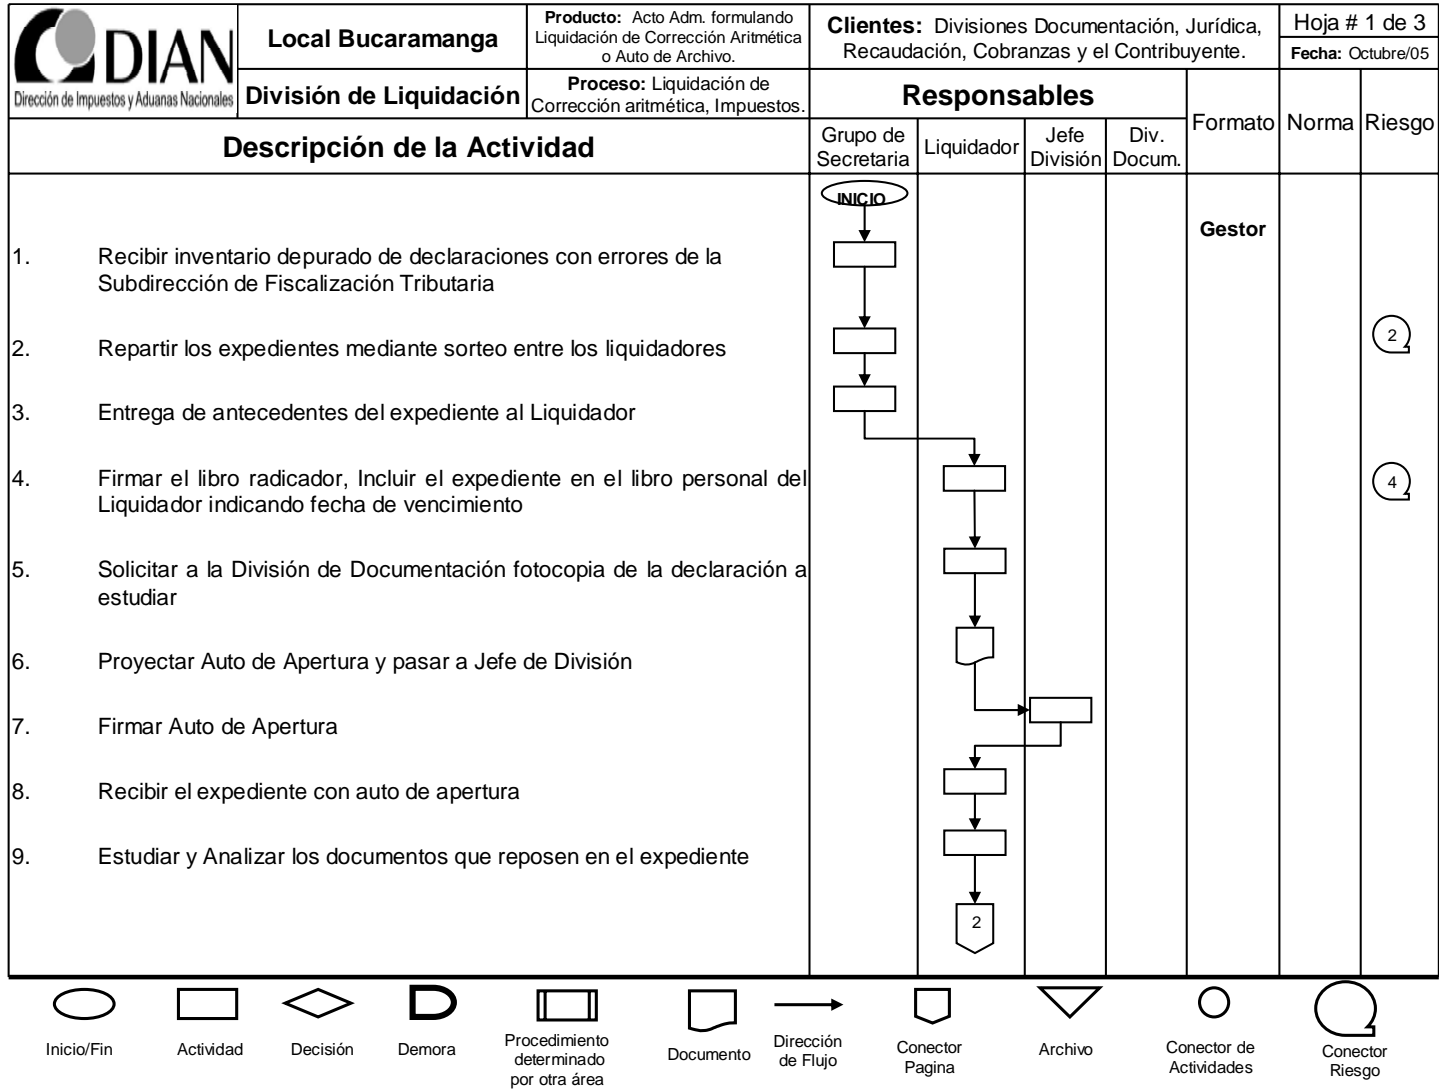 DIAN
Dirección de Impuestos y Aduanas Nacionales
Local Bucaramanga
División de Liquidación
Producto: Acto Adm. formulando
Liquidación de Corrección Aritmética
o Auto de Archivo.
Proceso: Liquidación de
Corrección aritmética, Impuestos.
Clientes: Divisiones Documentación, Jurídica,
Recaudación, Cobranzas y el Contribuyente.
Hoja # 1 de 3
Fecha: Octubre/05
Descripción de la Actividad
Responsables
Grupo de
Secretaria
Liquidador
Jefe
División
Div.
Docum.
Formato
Norma
Riesgo
INICIO
Gestor
1. Recibir inventario depurado de declaraciones con errores de la
Subdirección de Fiscalización Tributaria
2. Repartir los expedientes mediante sorteo entre los liquidadores
2
3. Entrega de antecedentes del expediente al Liquidador
4. Firmar el libro radicador, Incluir el expediente en el libro personal del
Liquidador indicando fecha de vencimiento
4
5. Solicitar a la División de Documentación fotocopia de la declaración a
estudiar
6. Proyectar Auto de Apertura y pasar a Jefe de División
7. Firmar Auto de Apertura
8. Recibir el expediente con auto de apertura
9. Estudiar y Analizar los documentos que reposen en el expediente
2
Inicio/Fin
Actividad
Decisión
Demora
Procedimiento
determinado
por otra área
Documento
Dirección
de Flujo
Conector
Pagina
Archivo
Conector de
Actividades
Conector
Riesgo